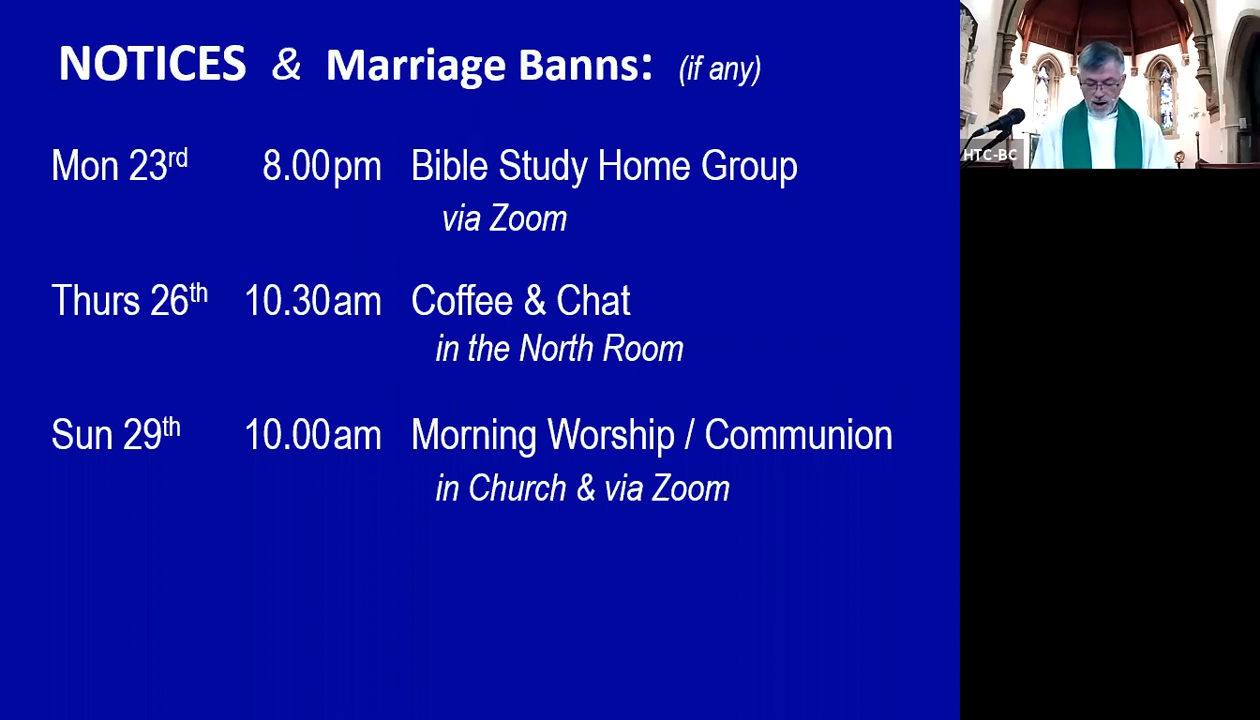 NOTICES & Marriage Banns: (if any)
Mon 23rd 8.00pm Bible Study Home Group
via Zoom
Thurs 26th 10.30am Coffee & Chat
in the North Room
Sun 29th 10.00am Morning Worship / Communion
in Church & via Zoom
HTC-BC